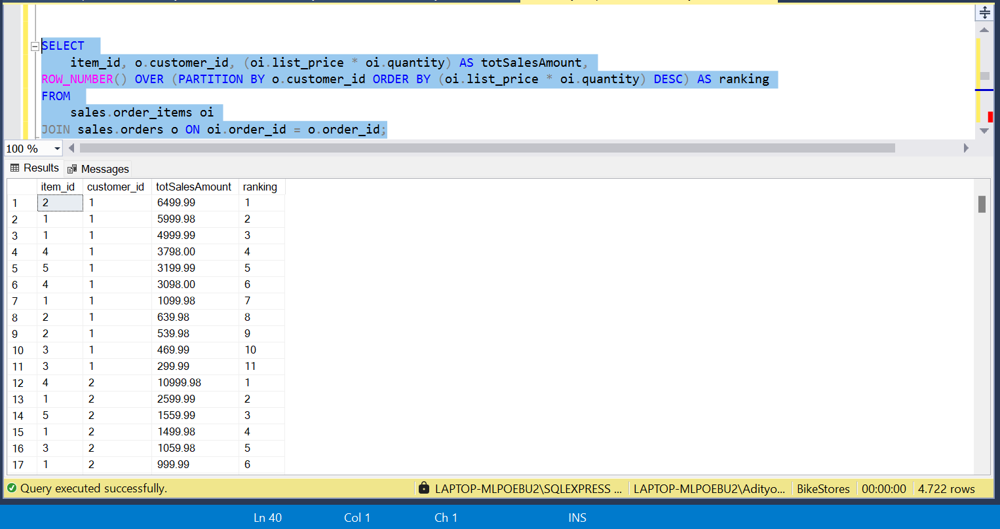 SELECT
item_id, o.customer_id, (oi.list_price * oi.quantity) AS totSalesAmount,
ROW_NUMBER() OVER (PARTITION BY o.customer_id ORDER BY (oi.list_price * oi.quantity) DESC) AS ranking
FROM
sales.order_items oi
JOIN sales.orders o ON oi.order_id = o.order_id;
100 %
Results Messages
item_id customer_id totSalesAmount ranking
1 2 1 6499.99 1
2 1 1 5999.98 2
3 1 1 4999.99 3
4 4 1 3798.00 4
5 5 1 3199.99 5
6 4 1 3098.00 6
7 1 1 1099.98 7
8 2 1 639.98 8
9 2 1 539.98 9
10 3 1 469.99 10
11 3 1 299.99 11
12 4 2 10999.98 1
13 1 2 2599.99 2
14 5 2 1559.99 3
15 1 2 1499.98 4
16 3 2 1059.98 5
17 1 2 999.99 6
Query executed successfully. LAPTOP-MLPOEBU2\SQLEXPRESS ... LAPTOP-MLPOEBU2\Adityo... BikeStores 00:00:00 4.722 rows
Ln 40 Col 1 Ch 1 INS